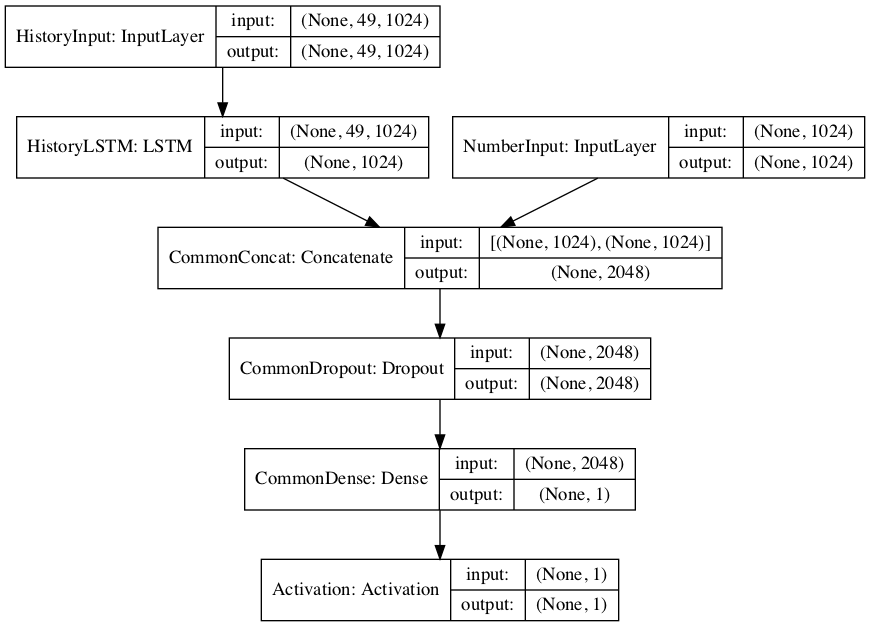 HistoryInput: InputLayer
input: (None, 49, 1024)
output: (None, 49, 1024)
HistoryLSTM: LSTM
input: (None, 49, 1024)
output: (None, 1024)
NumberInput: InputLayer
input: (None, 1024)
output: (None, 1024)
CommonConcat: Concatenate
input: [(None, 1024), (None, 1024)]
output: (None, 2048)
CommonDropout: Dropout
input: (None, 2048)
output: (None, 2048)
CommonDense: Dense
input: (None, 2048)
output: (None, 1)
Activation: Activation
input: (None, 1)
output: (None, 1)